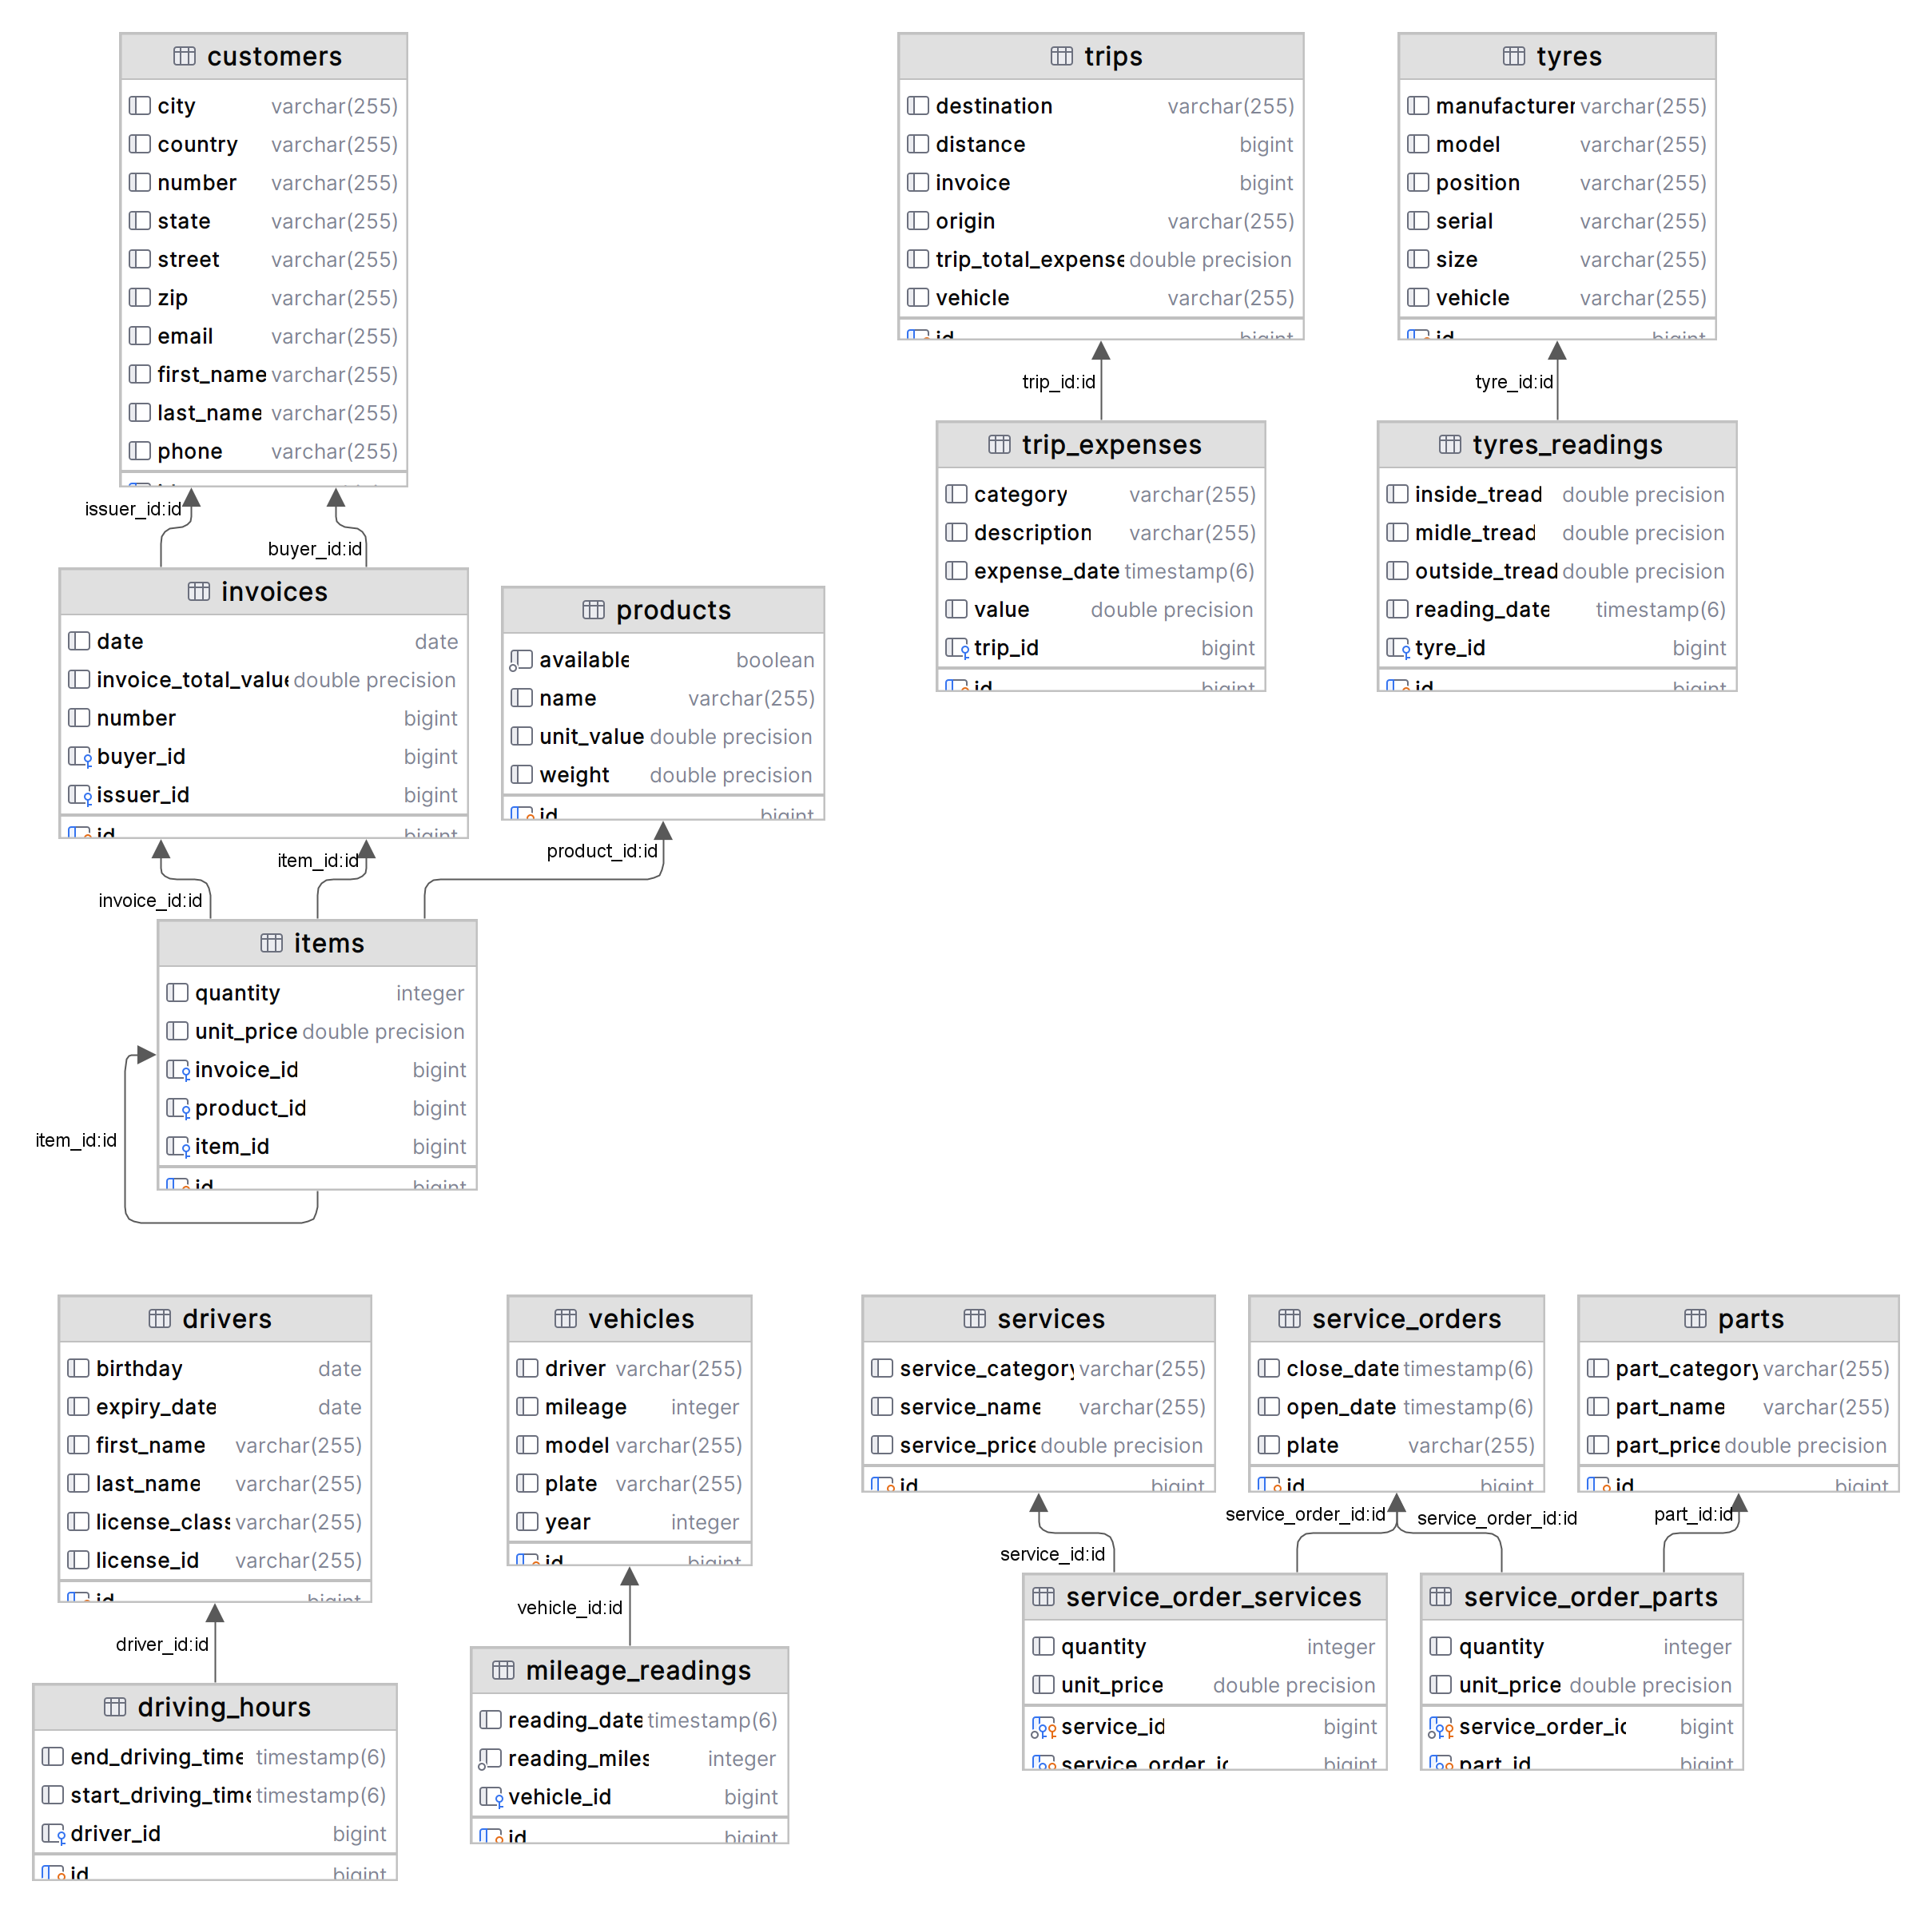 customers
city varchar(255)
country varchar(255)
number varchar(255)
state varchar(255)
street varchar(255)
zip varchar(255)
email varchar(255)
first_name varchar(255)
last_name varchar(255)
phone varchar(255)
trips
destination varchar(255)
distance bigint
invoice bigint
origin varchar(255)
trip_total_expense double precision
vehicle varchar(255)
id bigint
tyres
manufacturer varchar(255)
model varchar(255)
position varchar(255)
serial varchar(255)
size varchar(255)
vehicle varchar(255)
id bigint
trip_id:id
tyre_id:id
trip_expenses
category varchar(255)
description varchar(255)
expense_date timestamp(6)
value double precision
trip_id bigint
id bigint
tyres_readings
inside_tread double precision
midle_tread double precision
outside_tread double precision
reading_date timestamp(6)
tyre_id bigint
id bigint
issuer_id:id
buyer_id:id
invoices
date date
invoice_total_value double precision
number bigint
buyer_id bigint
issuer_id bigint
id bigint
products
available boolean
name varchar(255)
unit_value double precision
weight double precision
id bigint
invoice_id:id
item_id:id
product_id:id
items
quantity integer
unit_price double precision
invoice_id bigint
product_id bigint
item_id bigint
id bigint
item_id:id
drivers
birthday date
expiry_date date
first_name varchar(255)
last_name varchar(255)
license_class varchar(255)
license_id varchar(255)
id bigint
vehicles
driver varchar(255)
mileage integer
model varchar(255)
plate varchar(255)
year integer
id bigint
services
service_category varchar(255)
service_name varchar(255)
service_price double precision
id bigint
service_orders
close_date timestamp(6)
open_date timestamp(6)
plate varchar(255)
id bigint
parts
part_category varchar(255)
part_name varchar(255)
part_price double precision
id bigint
driver_id:id
vehicle_id:id
service_id:id
service_order_id:id
service_order_id:id
part_id:id
driving_hours
end_driving_time timestamp(6)
start_driving_time timestamp(6)
driver_id bigint
id bigint
mileage_readings
reading_date timestamp(6)
reading_miles integer
vehicle_id bigint
id bigint
service_order_services
quantity integer
unit_price double precision
service_id bigint
service_order_id bigint
service_order_parts
quantity integer
unit_price double precision
service_order_id bigint
part_id bigint